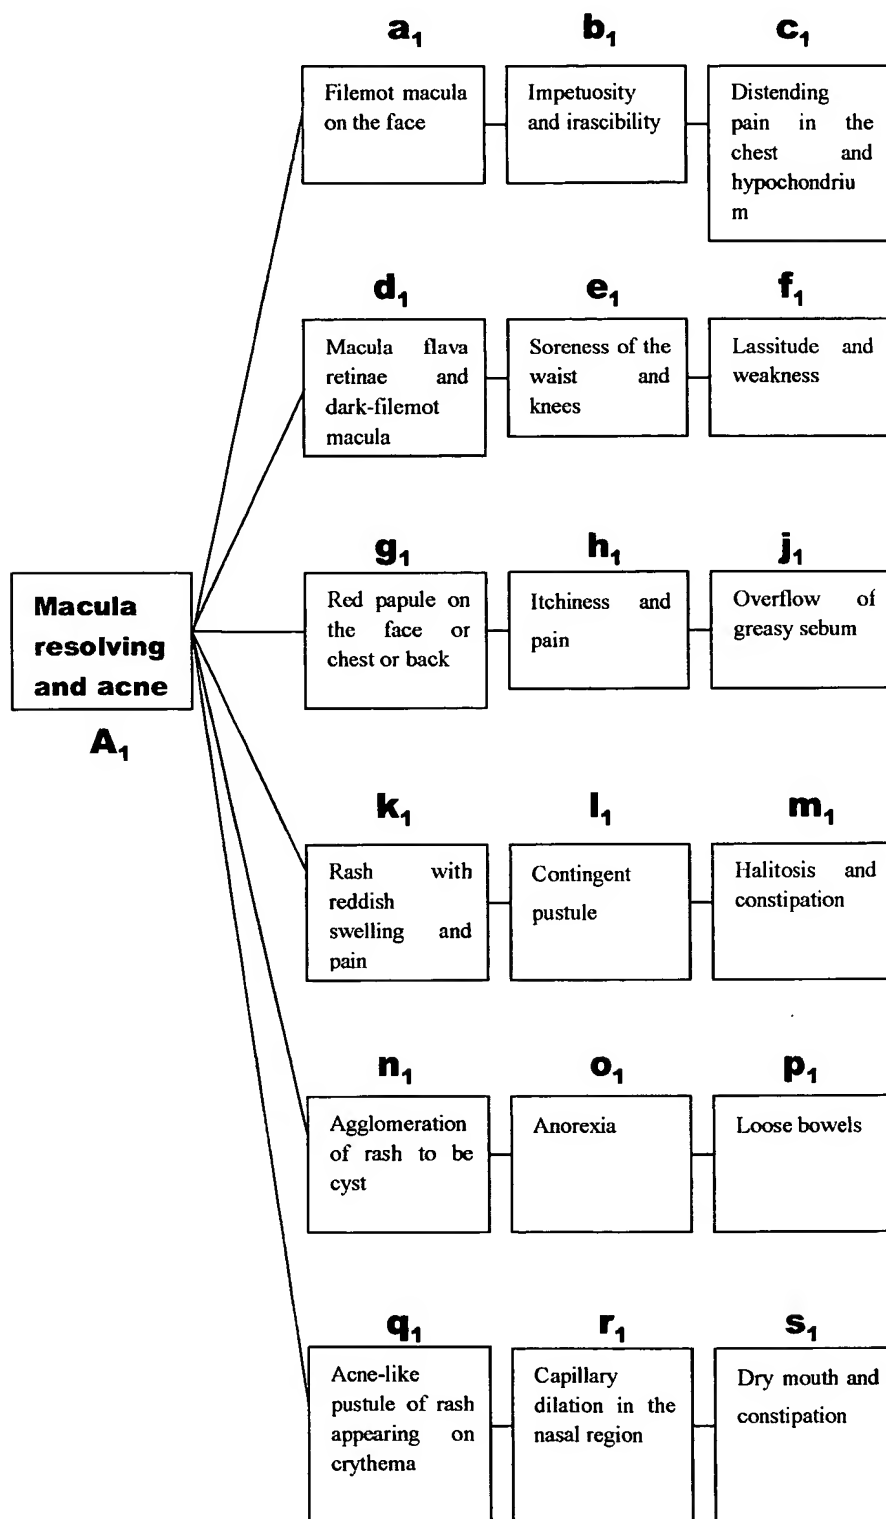 a1
b1
c1
Filemot macula
on the face
Impetuosity
and irascibility
Distending
pain in the
chest and
hypochondriu
m
d1
e1
f1
Macula flava
retinae and
dark-filemot
macula
Soreness of the
waist and
knees
Lassitude and
weakness
g1
h1
j1
Red papule on
the face or
chest or back
Itchiness and
pain
Overflow of
greasy sebum
Macula
resolving
and acne
A1
k1
l1
m1
Rash with
reddish
swelling and
pain
Contingent
pustule
Halitosis and
constipation
n1
o1
p1
Agglomeration
of rash to be
cyst
Anorexia
Loose bowels
q1
r1
s1
Acne-like
pustule of rash
appearing on
crythema
Capillary
dilation in the
nasal region
Dry mouth and
constipation